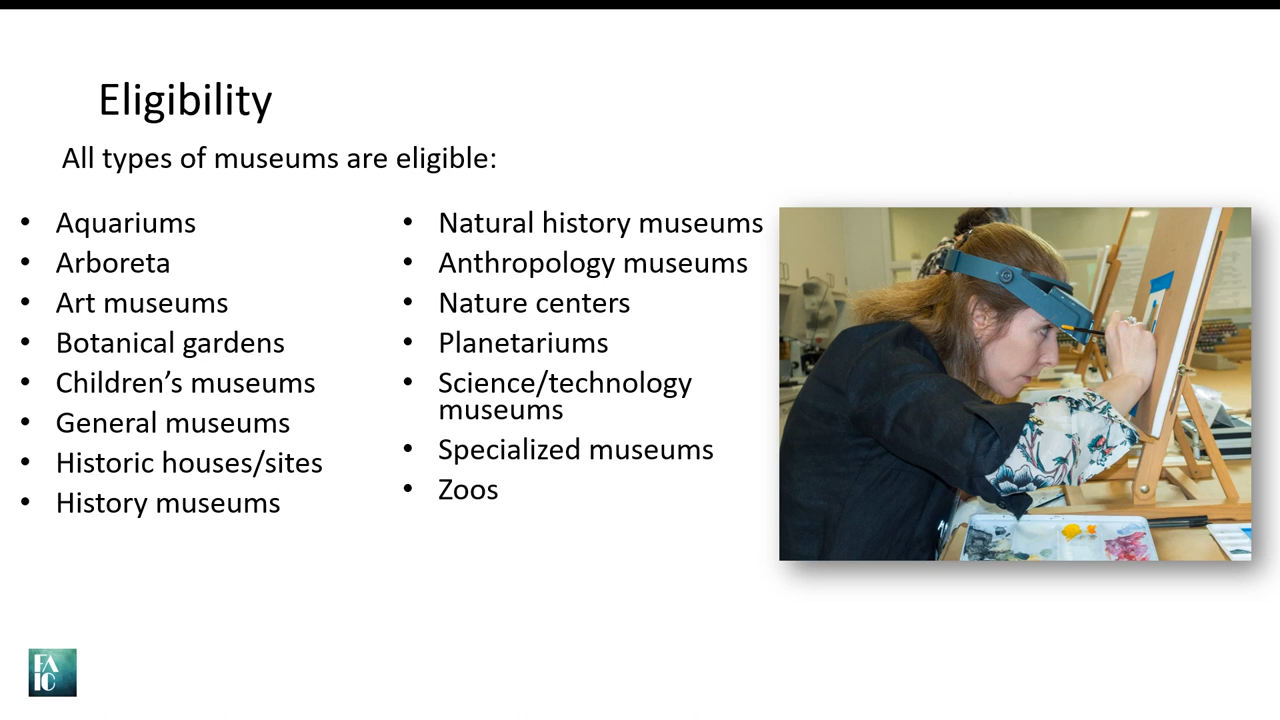 Eligibility
All types of museums are eligible:
• Aquariums
• Arboreta
• Art museums
• Botanical gardens
• Children’s museums
• General museums
• Historic houses/sites
• History museums
• Natural history museums
• Anthropology museums
• Nature centers
• Planetariums
• Science/technology
museums
• Specialized museums
• Zoos
FA
IC